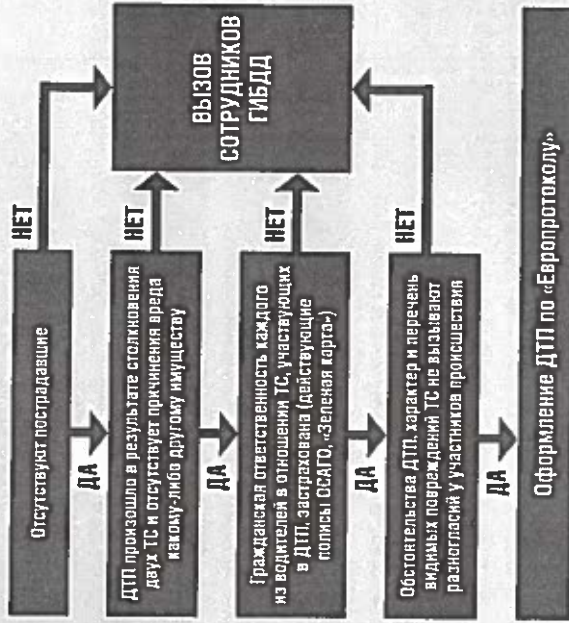 Отсутствуют пострадавшие
НЕТ
ДА
ДТП произошло в результате столкновения
двух ТС и отсутствует причинения вреда
какому-либо другому имуществу
НЕТ
ДА
Гражданская ответственность каждого
из водителей в отношении ТС, участвующих
в ДТП, застрахована (действующие
полисы ОСАГО, «Зеленая карта»)
НЕТ
ДА
Обстоятельства ДТП, характер и перечень
видимых повреждений ТС не вызывают
разногласий у участников происшествия
НЕТ
ДА
Оформление ДТП по «Европротоколу»
ВЫЗОВ
СОТРУДНИКОВ
ГИБДД